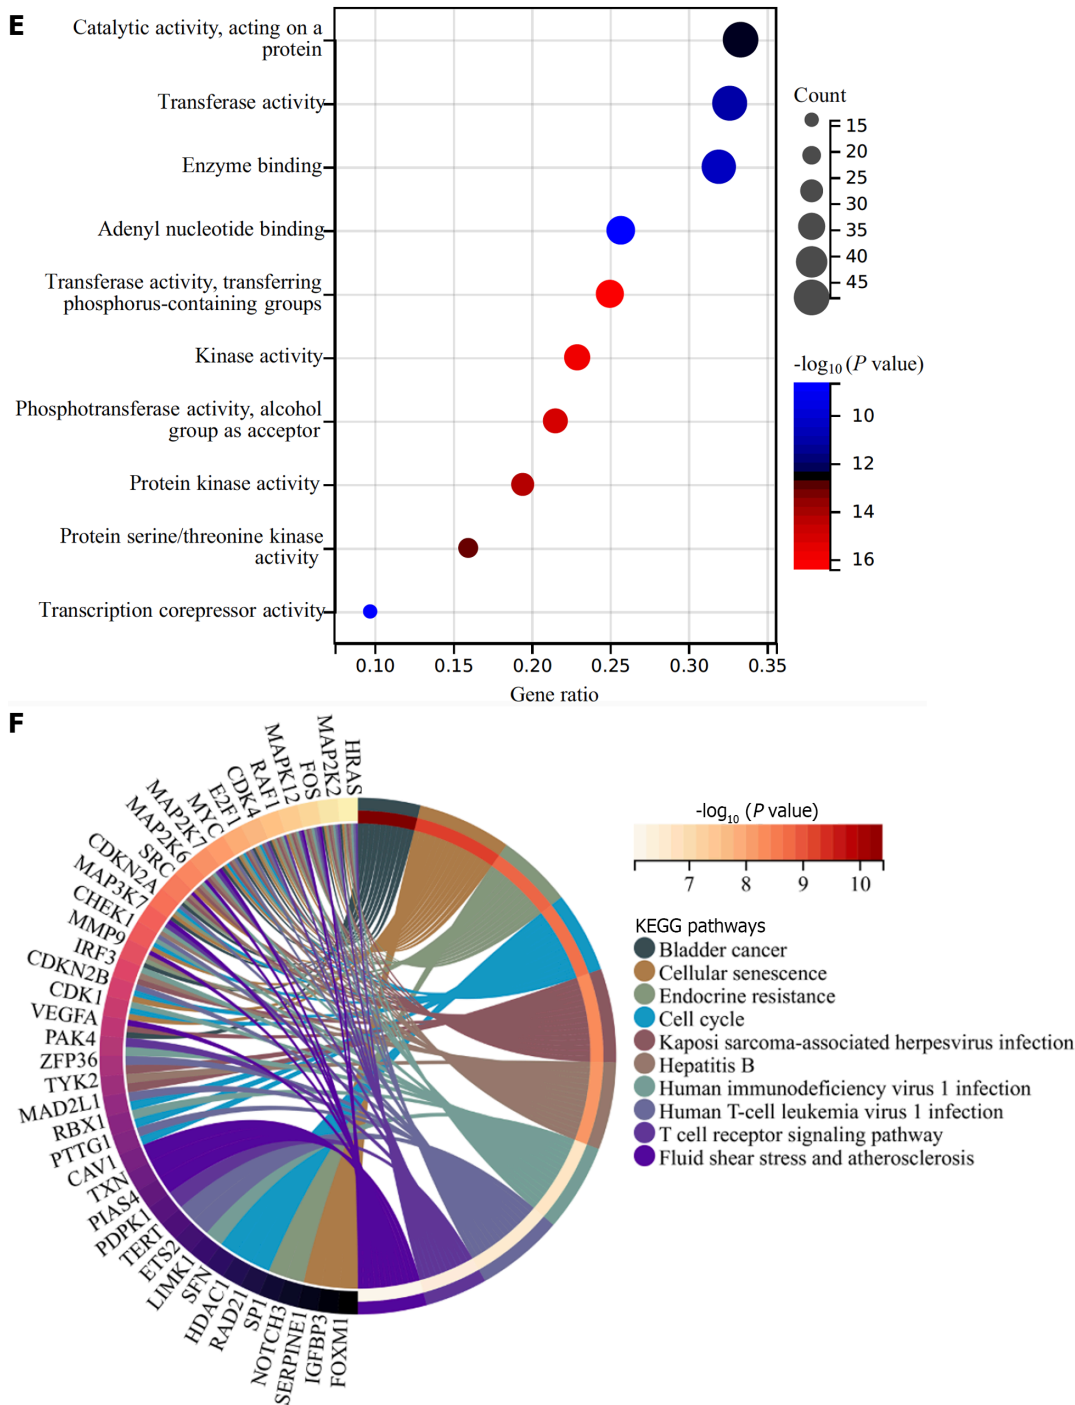 E
Catalytic activity, acting on a
protein
Transferase activity
Enzyme binding
Adenyl nucleotide binding
Transferase activity, transferring
phosphorus-containing groups
Kinase activity
Phosphotransferase activity, alcohol
group as acceptor
Protein kinase activity
Protein serine/threonine kinase
activity
Transcription corepressor activity
0.10 0.15 0.20 0.25 0.30 0.35
Gene ratio
Count
15
20
25
30
35
40
45
-log10 (P value)
10
12
14
16
F
HRAS
MAP2K2
FOS
MAPK12
RAF1
CDK4
E2F1
MYC
MAP2K7
MAP2K6
SRC
CDKN2A
MAP3K7
CHEK1
MMP9
IRF3
CDKN2B
CDK1
VEGFA
PAK4
ZFP36
TYK2
MAD2L1
RBX1
PTTG1
CAV1
TXN
PIAS4
PDPK1
TERT
ETS2
LIMK1
SFN
HDAC1
RAD21
SP1
NOTCH3
SERPINE1
IGFBP3
FOXM1
-log10 (P value)
7 8 9 10
KEGG pathways
Bladder cancer
Cellular senescence
Endocrine resistance
Cell cycle
Kaposi sarcoma-associated herpesvirus infection
Hepatitis B
Human immunodeficiency virus 1 infection
Human T-cell leukemia virus 1 infection
T cell receptor signaling pathway
Fluid shear stress and atherosclerosis